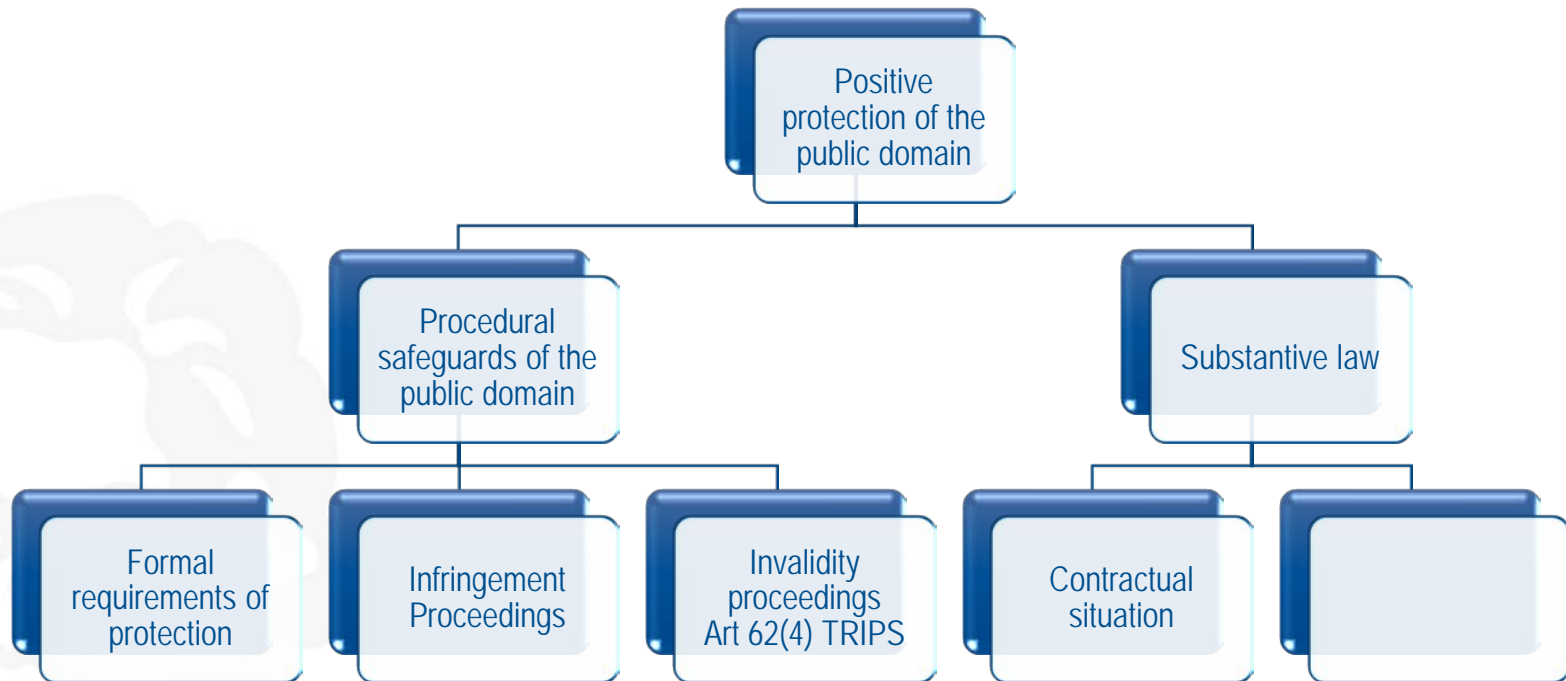 Positive
protection of the
public domain
Procedural
safeguards of the
public domain
Substantive law
Formal
requirements of
protection
Infringement
Proceedings
Invalidity
proceedings
Art 62(4) TRIPS
Contractual
situation